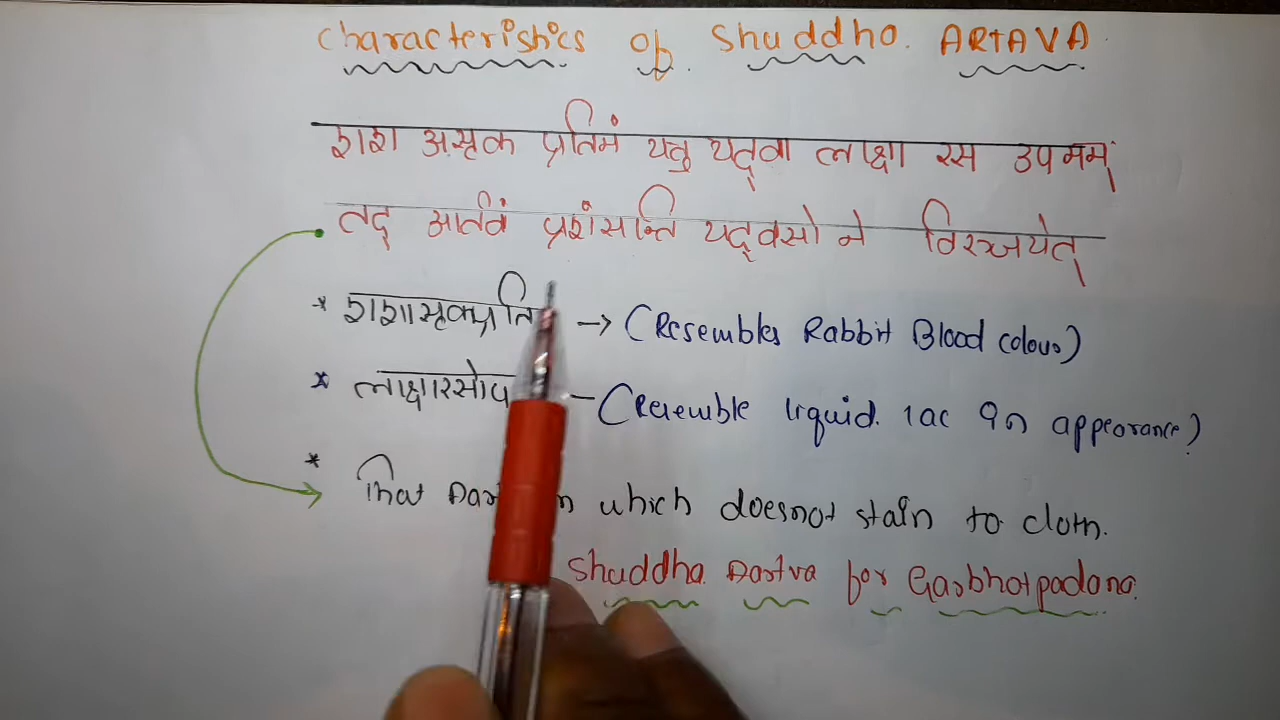 Characteristics of Shuddha ARTAVA
शश असृक प्रतिमं यत्तु यद्वा लाक्षा रस उपमम्
तद् आर्तवं प्रशंसन्ति यद्वासो न विरञ्जयेत्
* शशासृक्प्रति → (Resembles Rabbit Blood colour)
* लाक्षारसोप – (Resemble liquid lac in appearance)
* That which doesnot stain to cloth.
Shuddha Aartva for Garbhotpadana